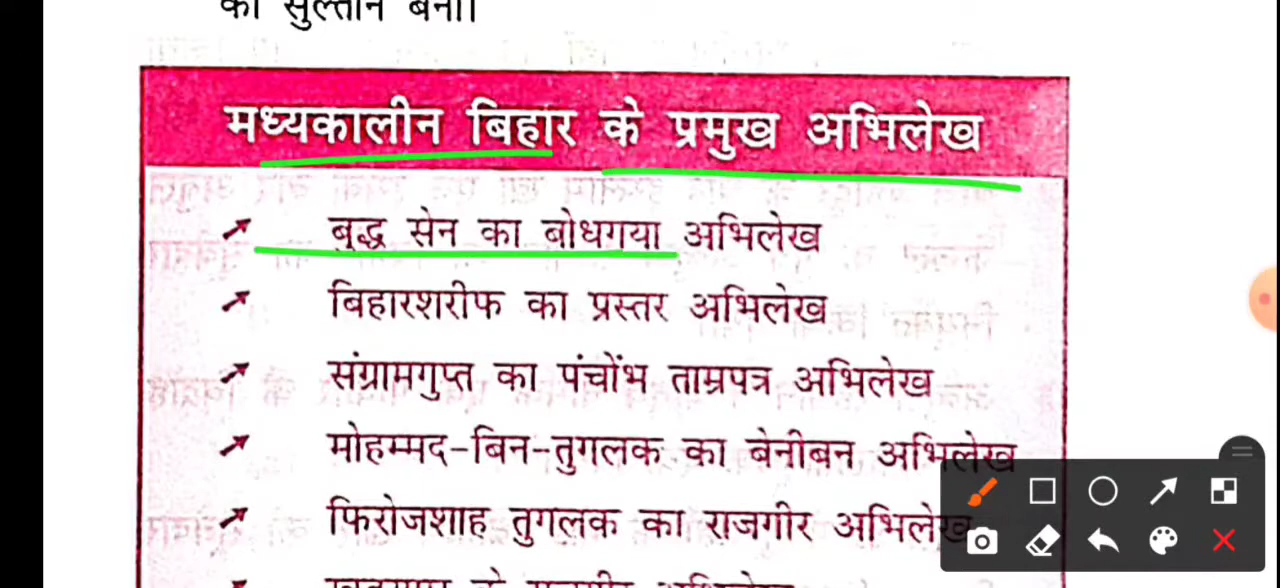 का सुल्तान बना।
मध्यकालीन बिहार के प्रमुख अभिलेख
बुद्ध सेन का बोधगया अभिलेख
बिहारशरीफ का प्रस्तर अभिलेख
संग्रामगुप्त का पंचोंभ ताम्रपत्र अभिलेख
मोहम्मद-बिन-तुगलक का बेनीबन अभिलेख
फिरोजशाह तुगलक का राजगीर अभिलेख